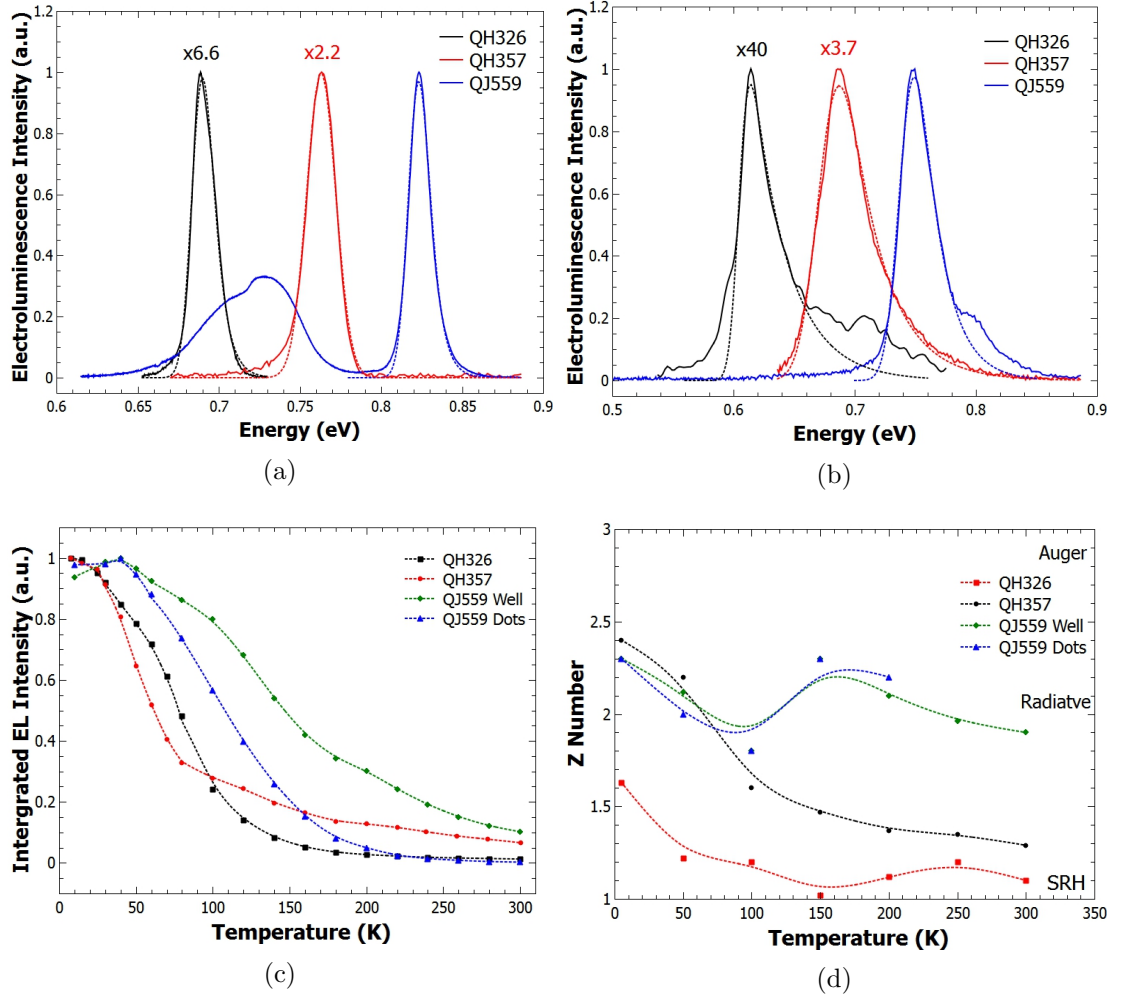 1.2
1
0.8
0.6
0.4
0.2
0
0.6
0.65
0.7
0.75
0.8
0.85
0.9
Electroluminescence Intensity (a.u.)
Energy (eV)
x6.6
x2.2
QH326
QH357
QJ559
(a)
1.2
1
0.8
0.6
0.4
0.2
0
0.5
0.6
0.7
0.8
0.9
Electroluminescence Intensity (a.u.)
Energy (eV)
x40
x3.7
QH326
QH357
QJ559
(b)
1
0.8
0.6
0.4
0.2
0
0
50
100
150
200
250
300
Intergrated EL Intensity (a.u.)
Temperature (K)
QH326
QH357
QJ559 Well
QJ559 Dots
(c)
3
2.5
2
1.5
1
0
50
100
150
200
250
300
350
Z Number
Temperature (K)
Auger
QH326
QH357
QJ559 Well
QJ559 Dots
Radiatve
SRH
(d)